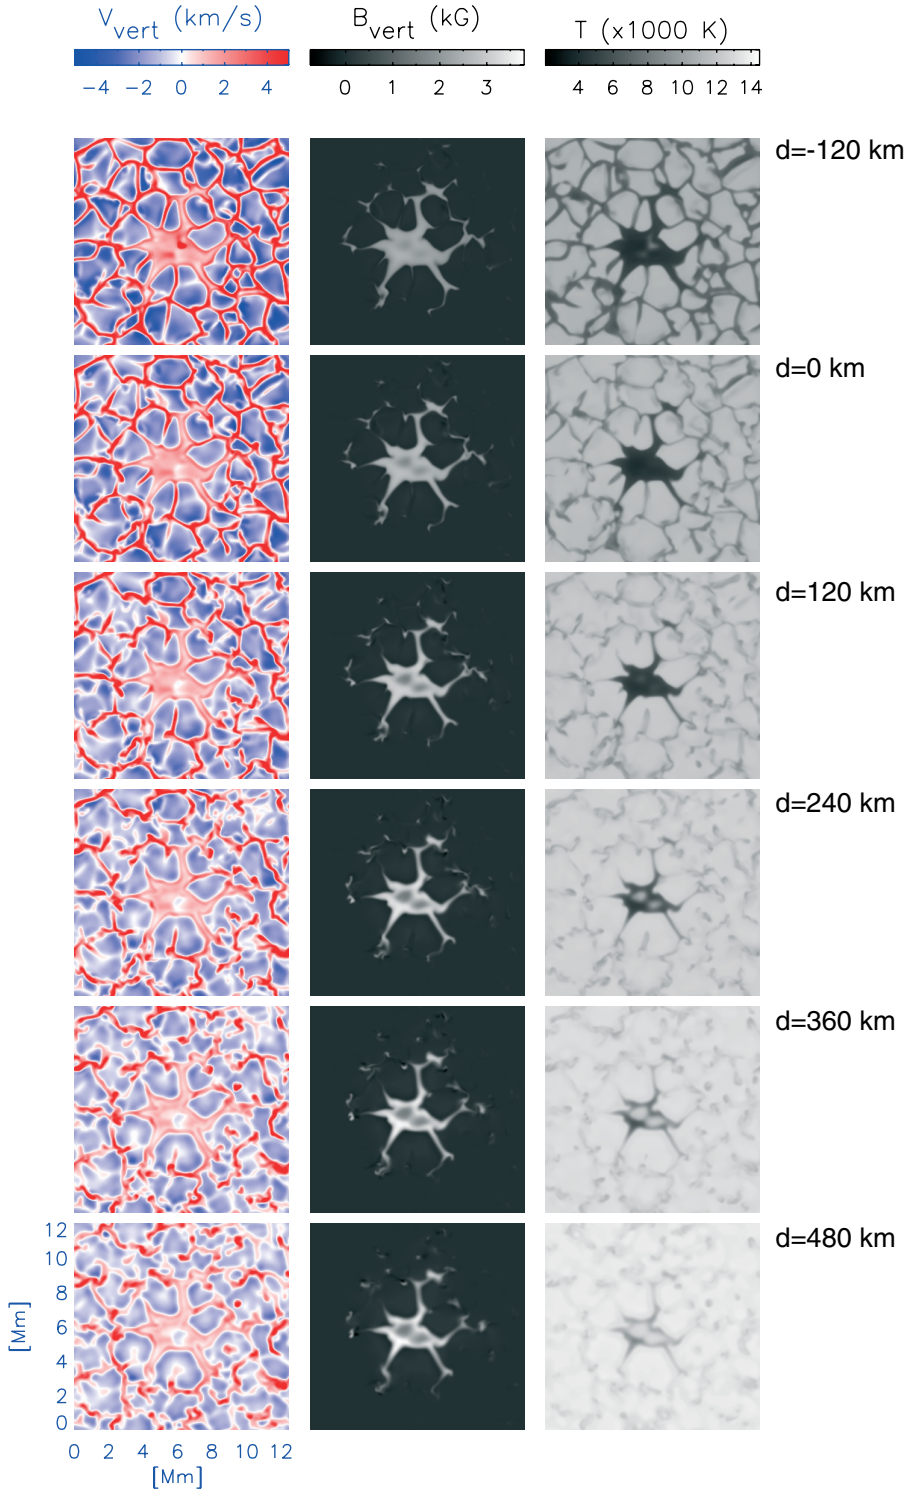 V_vert (km/s) B_vert (kG) T (x1000 K)
-4 -2 0 2 4 0 1 2 3 4 6 8 10 12 14
d=-120 km
d=0 km
d=120 km
d=240 km
d=360 km
d=480 km
12
10
8
6
4
2
0
[Mm]
0 2 4 6 8 10 12
[Mm]